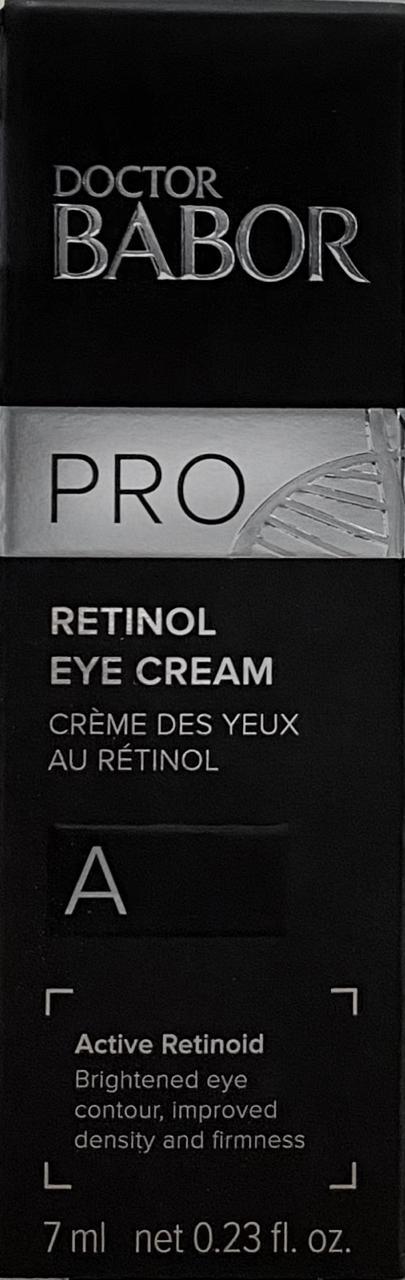 DOCTOR
BABOR
PRO
RETINOL
EYE CREAM
CRÈME DES YEUX
AU RÉTINOL
A
Active Retinoid
Brightened eye
contour, improved
density and firmness
7 ml net 0.23 fl. oz.